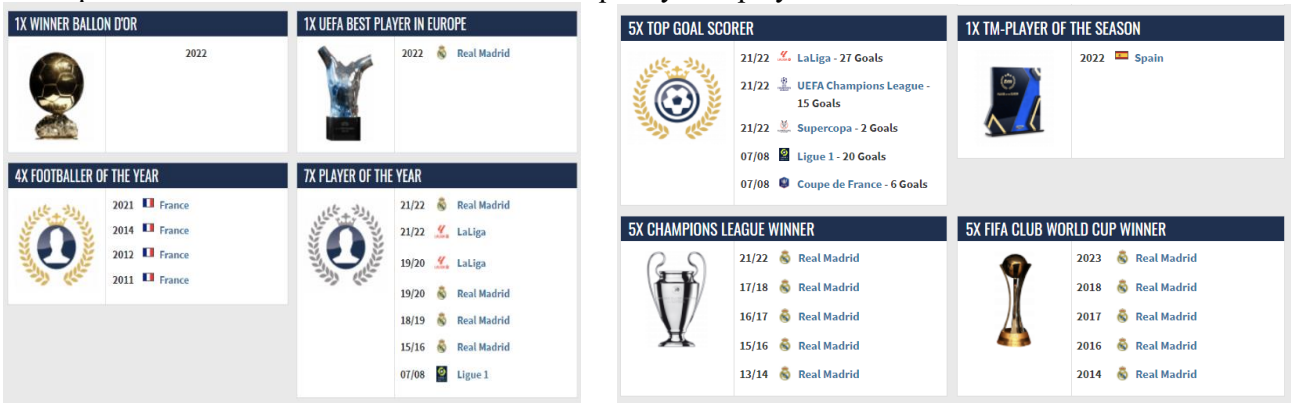 1X WINNER BALLON D'OR
2022
1X UEFA BEST PLAYER IN EUROPE
2022 Real Madrid
4X FOOTBALLER OF THE YEAR
2021 France
2014 France
2012 France
2011 France
7X PLAYER OF THE YEAR
21/22 Real Madrid
21/22 LaLiga
19/20 LaLiga
19/20 Real Madrid
18/19 Real Madrid
15/16 Real Madrid
07/08 Ligue 1
5X TOP GOAL SCORER
21/22 LaLiga - 27 Goals
21/22 UEFA Champions League -
15 Goals
21/22 Supercopa - 2 Goals
07/08 Ligue 1 - 20 Goals
07/08 Coupe de France - 6 Goals
1X TM-PLAYER OF THE SEASON
2022 Spain
5X CHAMPIONS LEAGUE WINNER
21/22 Real Madrid
17/18 Real Madrid
16/17 Real Madrid
15/16 Real Madrid
13/14 Real Madrid
5X FIFA CLUB WORLD CUP WINNER
2023 Real Madrid
2018 Real Madrid
2017 Real Madrid
2016 Real Madrid
2014 Real Madrid